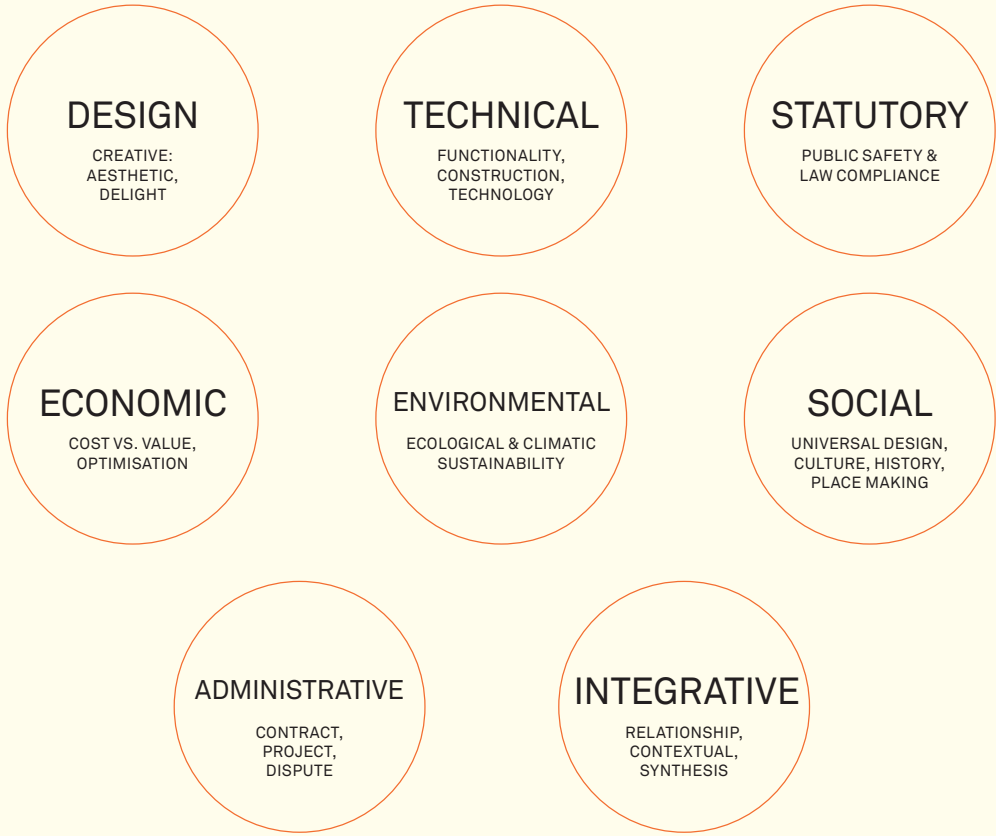 DESIGN
CREATIVE:
AESTHETIC,
DELIGHT
TECHNICAL
FUNCTIONALITY,
CONSTRUCTION,
TECHNOLOGY
STATUTORY
PUBLIC SAFETY &
LAW COMPLIANCE
ECONOMIC
COST VS. VALUE,
OPTIMISATION
ENVIRONMENTAL
ECOLOGICAL & CLIMATIC
SUSTAINABILITY
SOCIAL
UNIVERSAL DESIGN,
CULTURE, HISTORY,
PLACE MAKING
ADMINISTRATIVE
CONTRACT,
PROJECT,
DISPUTE
INTEGRATIVE
RELATIONSHIP,
CONTEXTUAL,
SYNTHESIS